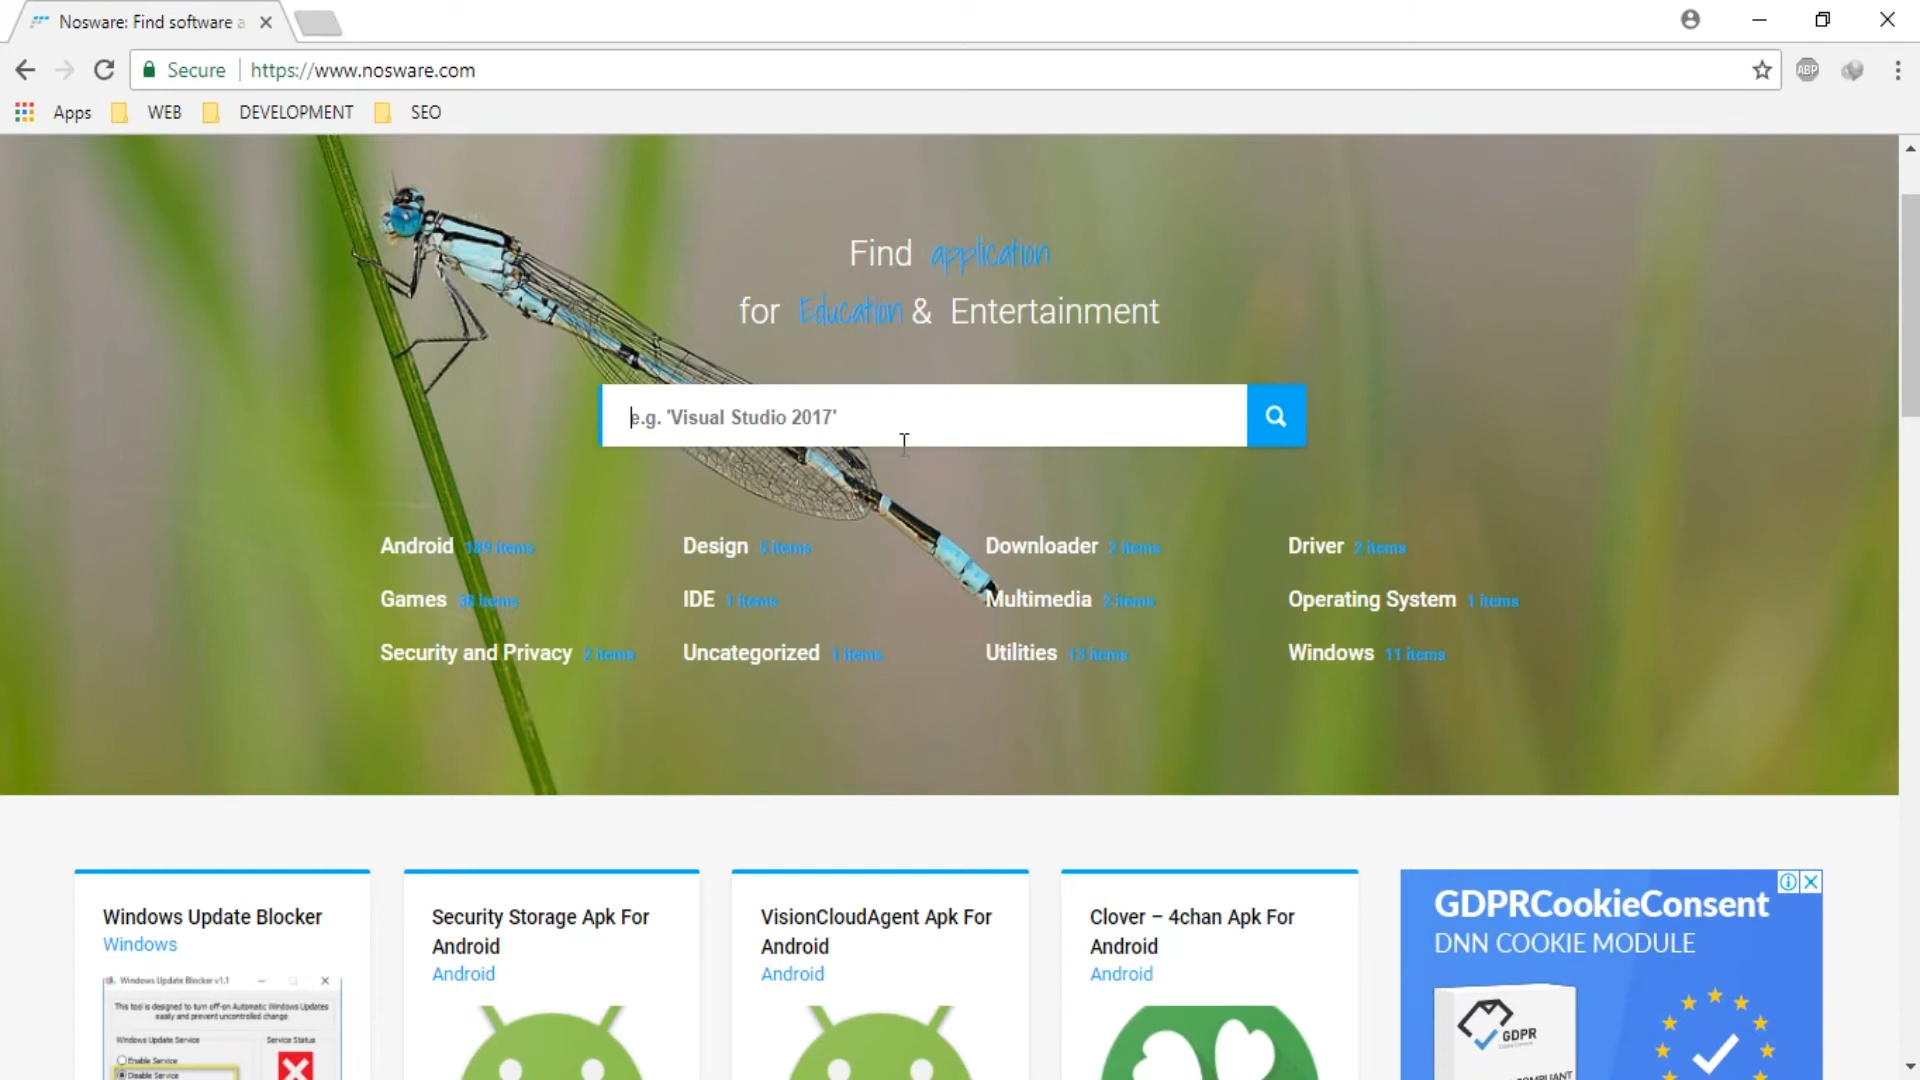 Nosware: Find software a
Secure https://www.nosware.com
ABP
Apps WEB DEVELOPMENT SEO
Find application
for Education & Entertainment
e.g. 'Visual Studio 2017'
Android 189 items Design 5 items Downloader 2 items Driver 2 items
Games 38 items IDE 1 items Multimedia 2 items Operating System 1 items
Security and Privacy 2 items Uncategorized 1 items Utilities 13 items Windows 11 items
Windows Update Blocker
Windows
Windows Update Blocker v1.1
This tool is designed to turn off-on Automatic Windows Updates
easily and prevent uncontrolled change
Windows Update Service Service Status
Enable Service
Disable Service
Security Storage Apk For
Android
Android
VisionCloudAgent Apk For
Android
Android
Clover – 4chan Apk For
Android
Android
GDPRCookieConsent
DNN COOKIE MODULE
GDPR